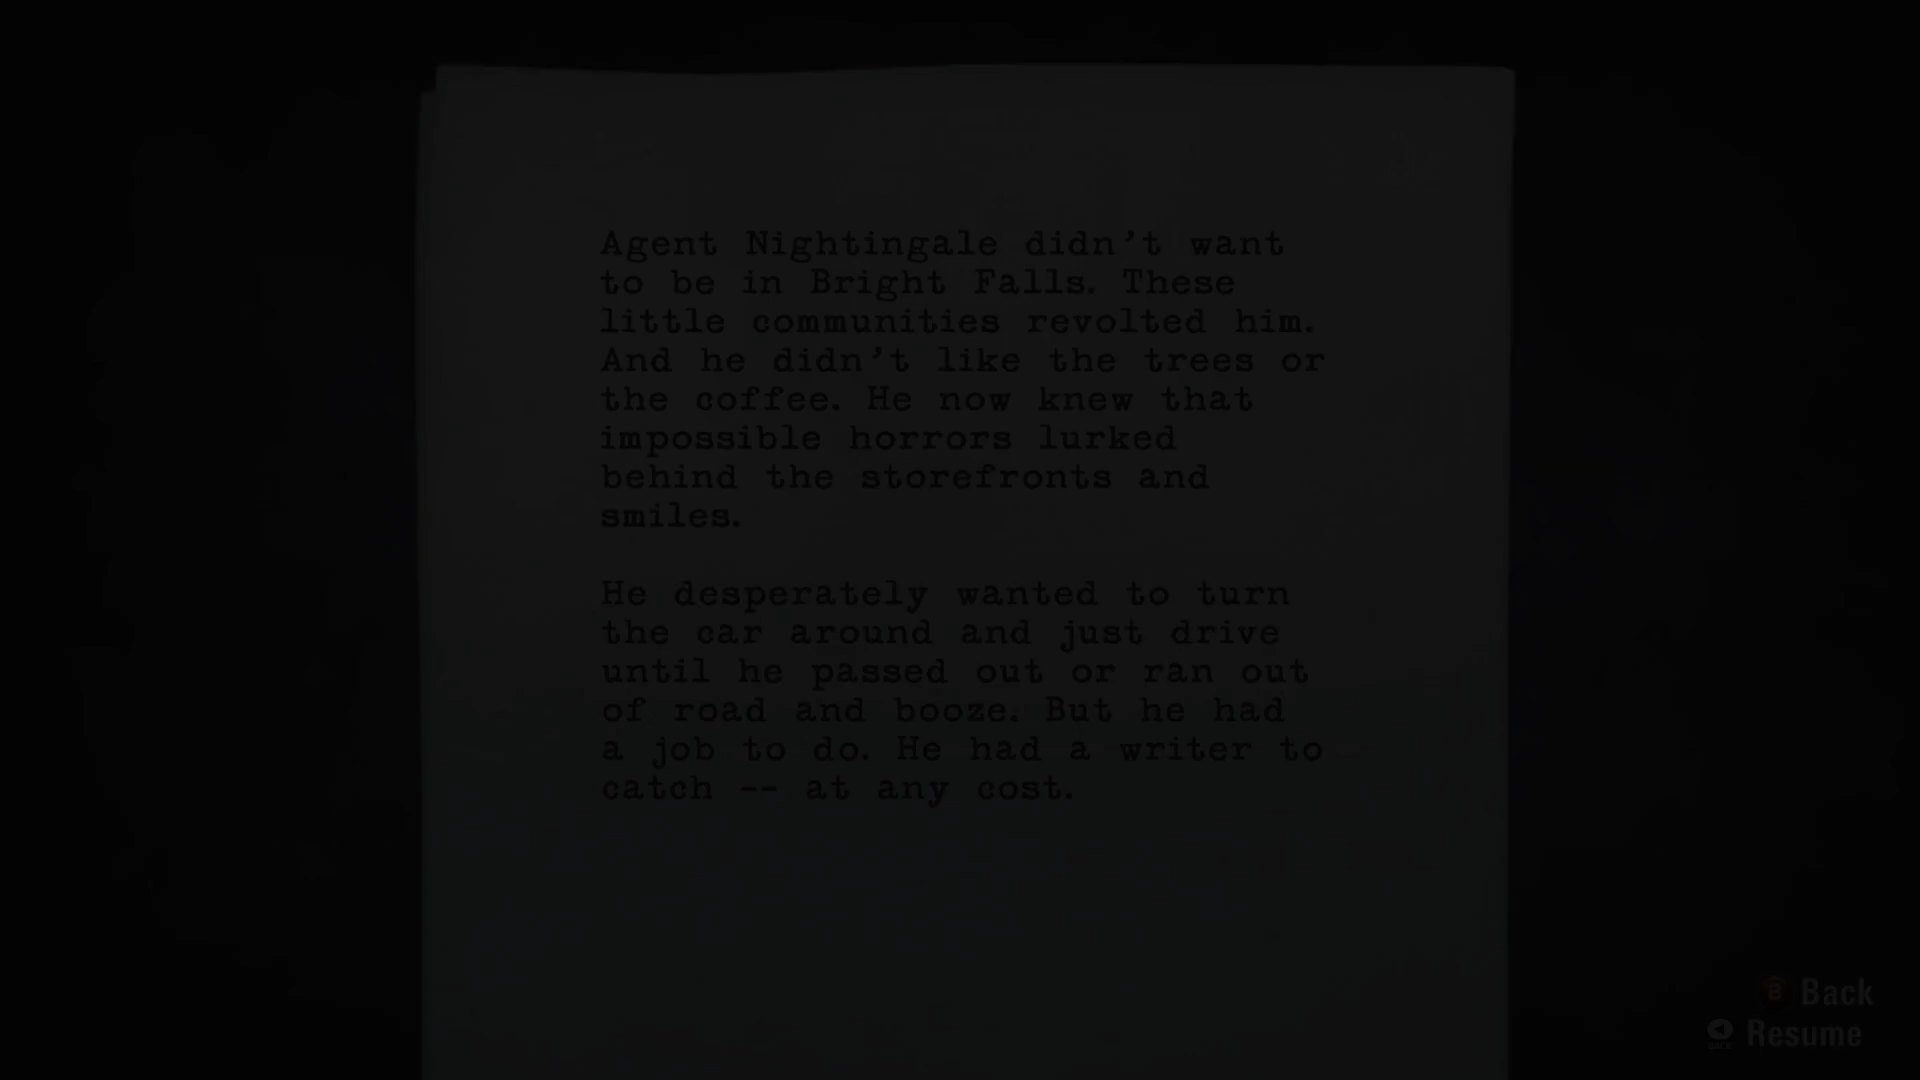 Agent Nightingale didn't want
to be in Bright Falls. These
little communities revolted him.
And he didn't like the trees or
the coffee. He now knew that
impossible horrors lurked
behind the storefronts and
smiles.
He desperately wanted to turn
the car around and just drive
until he passed out or ran out
of road and booze. But he had
a job to do. He had a writer to
catch -- at any cost.
B Back
BACK Resume